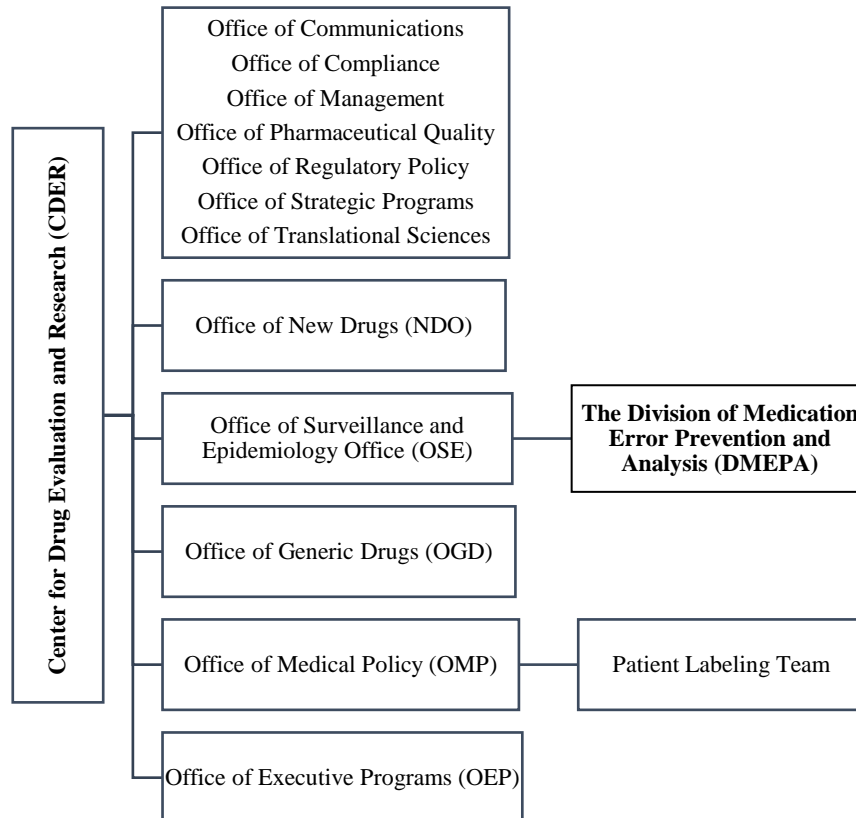 Center for Drug Evaluation and Research (CDER)
Office of Communications
Office of Compliance
Office of Management
Office of Pharmaceutical Quality
Office of Regulatory Policy
Office of Strategic Programs
Office of Translational Sciences
Office of New Drugs (NDO)
Office of Surveillance and
Epidemiology Office (OSE)
The Division of Medication
Error Prevention and
Analysis (DMEPA)
Office of Generic Drugs (OGD)
Office of Medical Policy (OMP)
Patient Labeling Team
Office of Executive Programs (OEP)